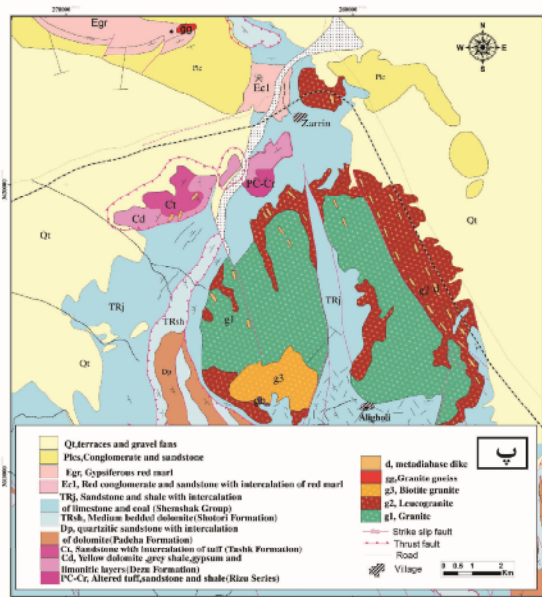 278000
280000
Egr
gg
Plc
Ec1
Plc
N
W E
S
Zarrin
Ct
PC-Cr
Cd
Qt
Qt
TRj
g2
TRsh
g1
TRj
Qt
Dp
g3
Aligholi
Qt,terraces and gravel fans
Plcs,Conglomerate and sandstone
Egr, Gypsiferous red marl
Ec1, Red conglomerate and sandstone with intercalation of red marl
TRj, Sandstone and shale with intercalation
of limestone and coal (Shemshak Group)
TRsh, Medium bedded dolomite(Shotori Formation)
Dp, quartzitic sandstone with intercalation
of dolomite(Padeha Formation)
Ct, Sandstone with intercalation of tuff (Tashk Formation)
Cd, Yellow dolomite ,grey shale,gypsum and
limonitic layers(Dezu Formation)
PC-Cr, Altered tuff,sandstone and shale(Rizu Series)
پ
d, metadiabase dike
gg,Granite gneiss
g3, Biotite granite
g2, Leucogranite
g1, Granite
Strike slip fault
Thrust fault
Road
Village
0 0.5 1 2
Km